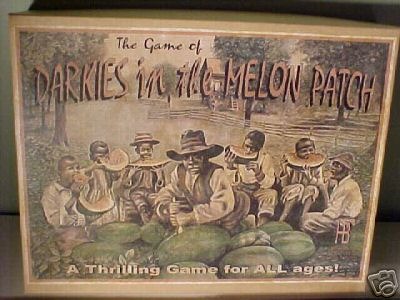 The Game of
DARKIES in the MELON PATCH
A Thrilling Game for ALL ages!